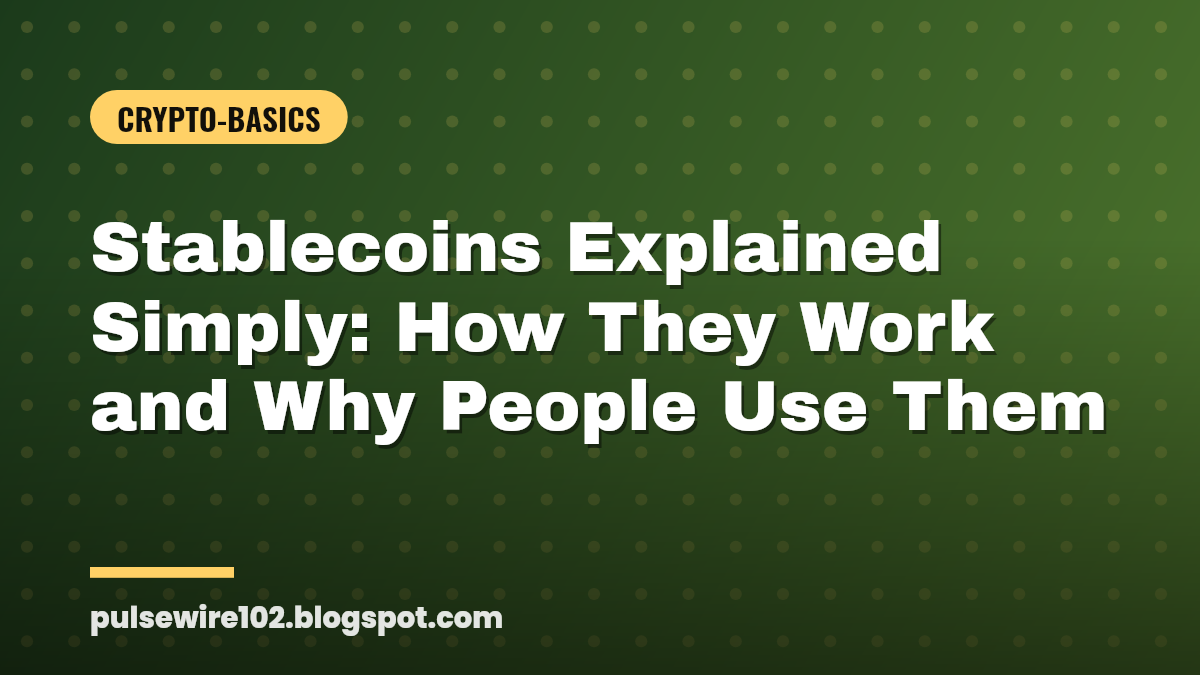 CRYPTO-BASICS
Stablecoins Explained
Simply: How They Work
and Why People Use Them
pulsewire102.blogspot.com